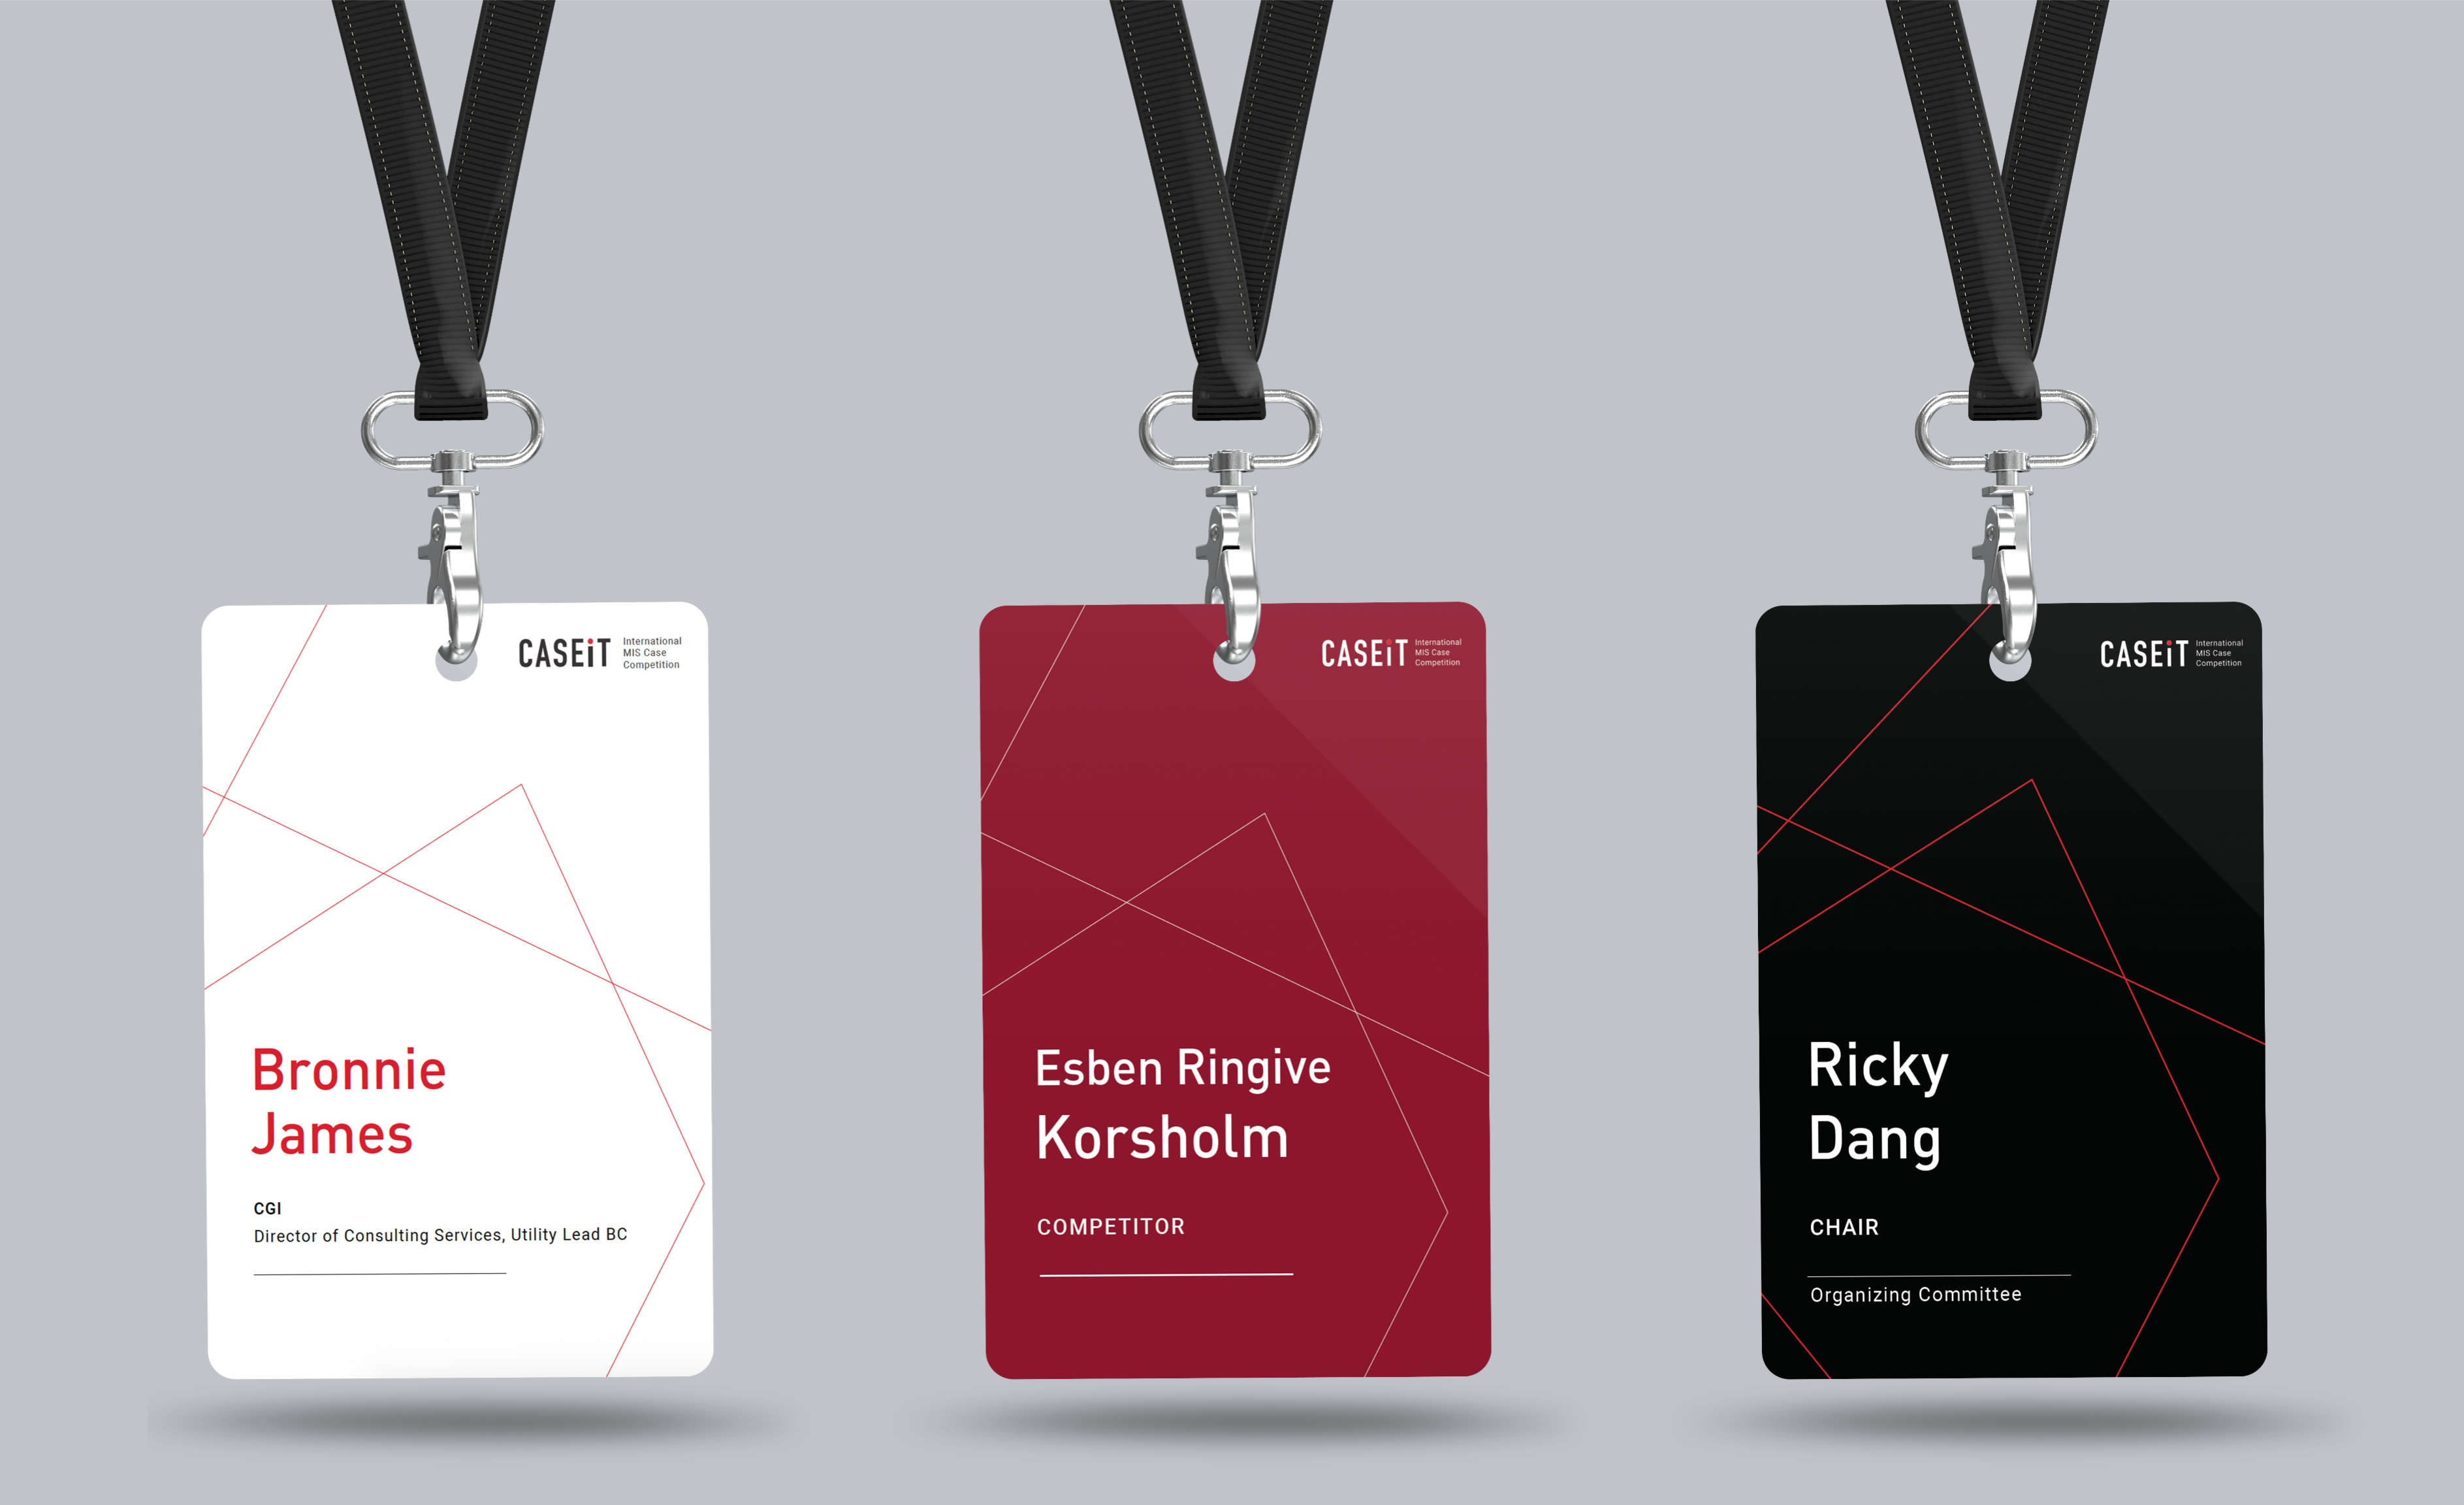 CASEiT
International
MIS Case
Competition
Bronnie
James
CGI
Director of Consulting Services, Utility Lead BC
CASEiT
International
MIS Case
Competition
Esben Ringive
Korsholm
COMPETITOR
CASEiT
International
MIS Case
Competition
Ricky
Dang
CHAIR
Organizing Committee